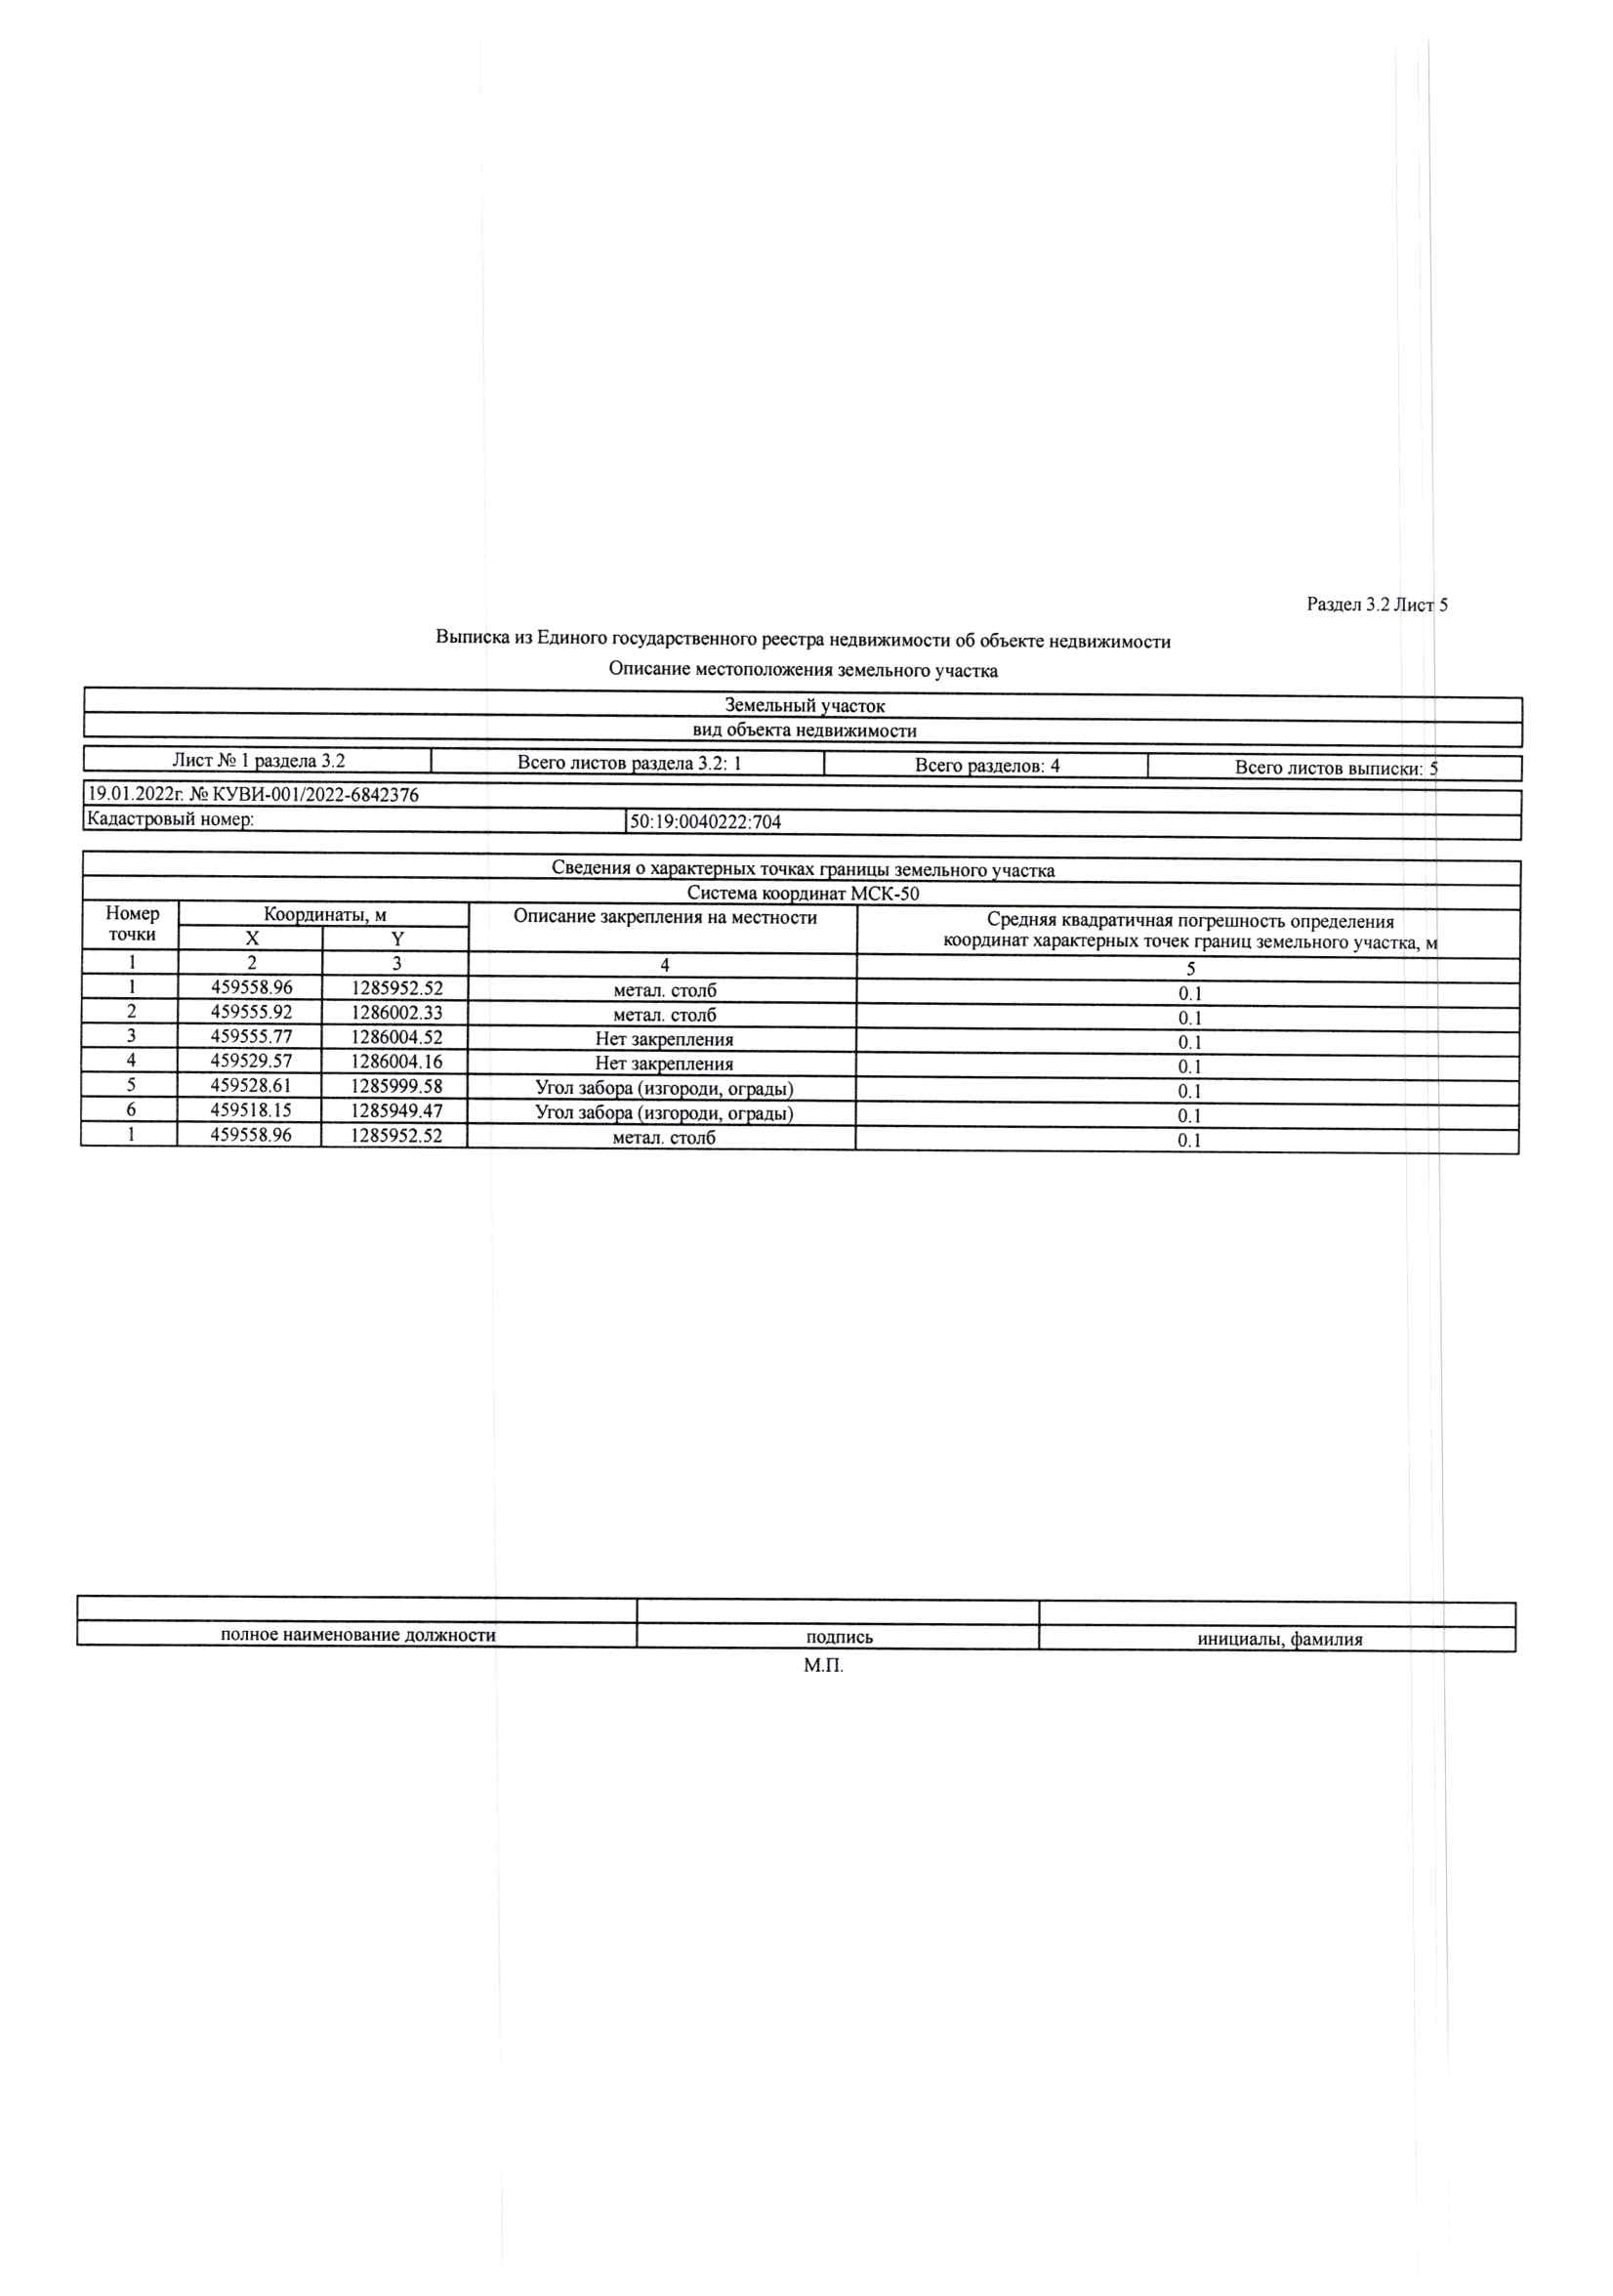 Раздел 3.2 Лист 5
Выписка из Единого государственного реестра недвижимости об объекте недвижимости
Описание местоположения земельного участка
Земельный участок
вид объекта недвижимости
Лист № 1 раздела 3.2 Всего листов раздела 3.2: 1 Всего разделов: 4 Всего листов выписки: 5
19.01.2022г. № КУВИ-001/2022-6842376
Кадастровый номер: 50:19:0040222:704
Сведения о характерных точках границы земельного участка
Система координат МСК-50
Номер точки Координаты, м Описание закрепления на местности Средняя квадратичная погрешность определения координат характерных точек границ земельного участка, м
X Y
1 2 3 4 5
1 459558.96 1285952.52 метал. столб 0.1
2 459555.92 1286002.33 метал. столб 0.1
3 459555.77 1286004.52 Нет закрепления 0.1
4 459529.57 1286004.16 Нет закрепления 0.1
5 459528.61 1285999.58 Угол забора (изгороди, ограды) 0.1
6 459518.15 1285949.47 Угол забора (изгороди, ограды) 0.1
1 459558.96 1285952.52 метал. столб 0.1
полное наименование должности подпись инициалы, фамилия
М.П.